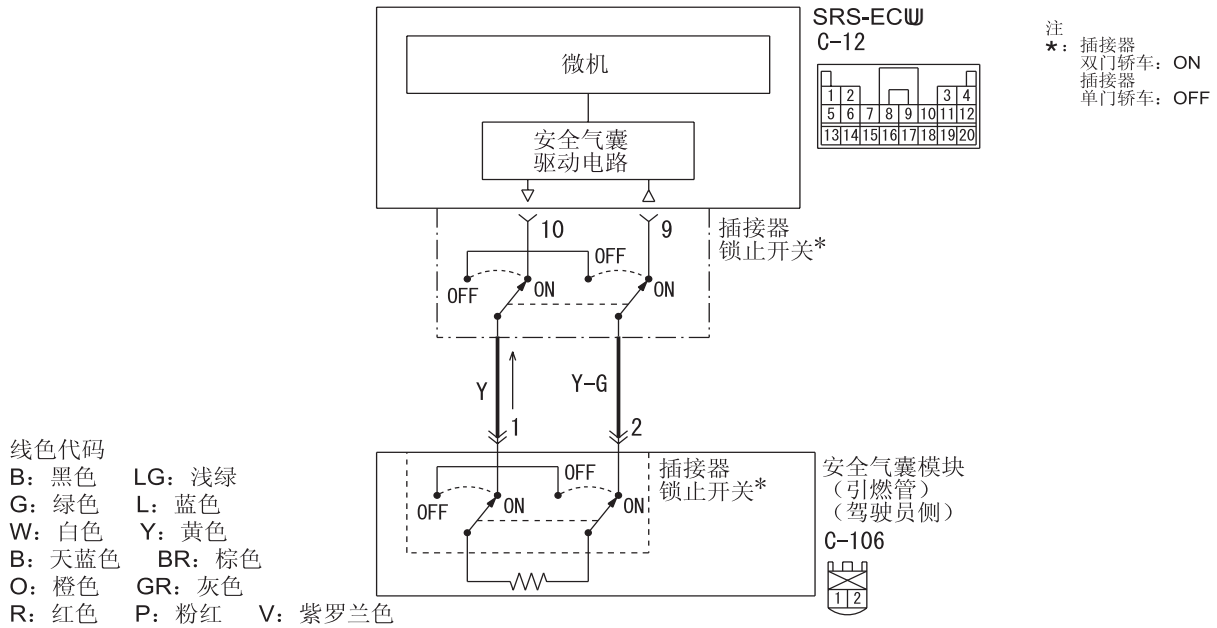 SRS-ECU
C-12
注
*：插接器
双门轿车：ON
插接器
单门轿车：OFF
微机
1 2 3 4
5 6 7 8 9 10 11 12
13 14 15 16 17 18 19 20
安全气囊
驱动电路
10 9
插接器
锁止开关*
OFF
OFF ON ON
Y Y-G
1 2
线色代码
B：黑色 LG：浅绿
G：绿色 L：蓝色
W：白色 Y：黄色
B：天蓝色 BR：棕色
O：橙色 GR：灰色
R：红色 P：粉红 V：紫罗兰色
OFF
OFF ON ON
插接器
锁止开关*
安全气囊模块
（引燃管）
（驾驶员侧）
C-106
1 2